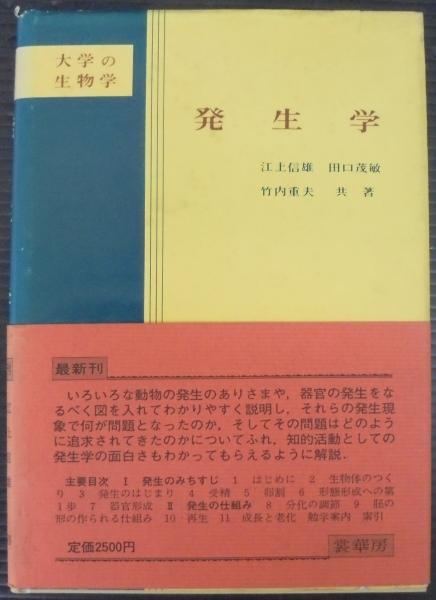 大学の
生物学
発生学
江上信雄 田口茂敏
竹内重夫 共著
最新刊
いろいろな動物の発生のありさまや，器官の発生をな
るべく図を入れてわかりやすく説明し，それらの発生現
象で何が問題となったのか，そしてその問題はどのよう
に追求されてきたのかについてふれ，知的活動としての
発生学の面白さもわかってもらえるように解説．
主要目次 Ⅰ 発生のみちすじ 1 はじめに 2 生物体のつく
り 3 発生のはじまり 4 受精 5 卵割 6 形態形成への第
1歩 7 器官形成 Ⅱ 発生の仕組み 8 分化の調節 9 胚の
形の作られる仕組み 10 再生 11 成長と老化 勉学案内 索引
定価2500円
裳華房